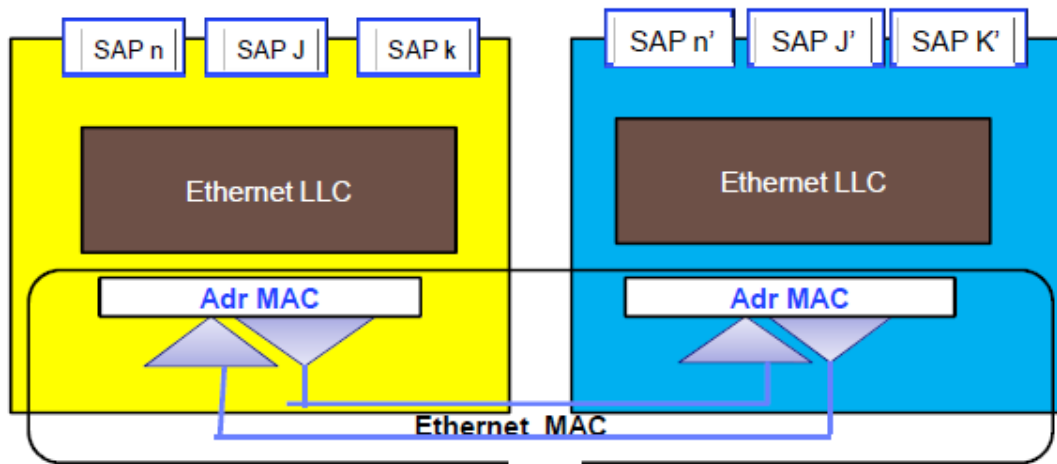 SAP n
SAP J
SAP k
SAP n’
SAP J’
SAP K’
Ethernet LLC
Ethernet LLC
Adr MAC
Adr MAC
Ethernet MAC